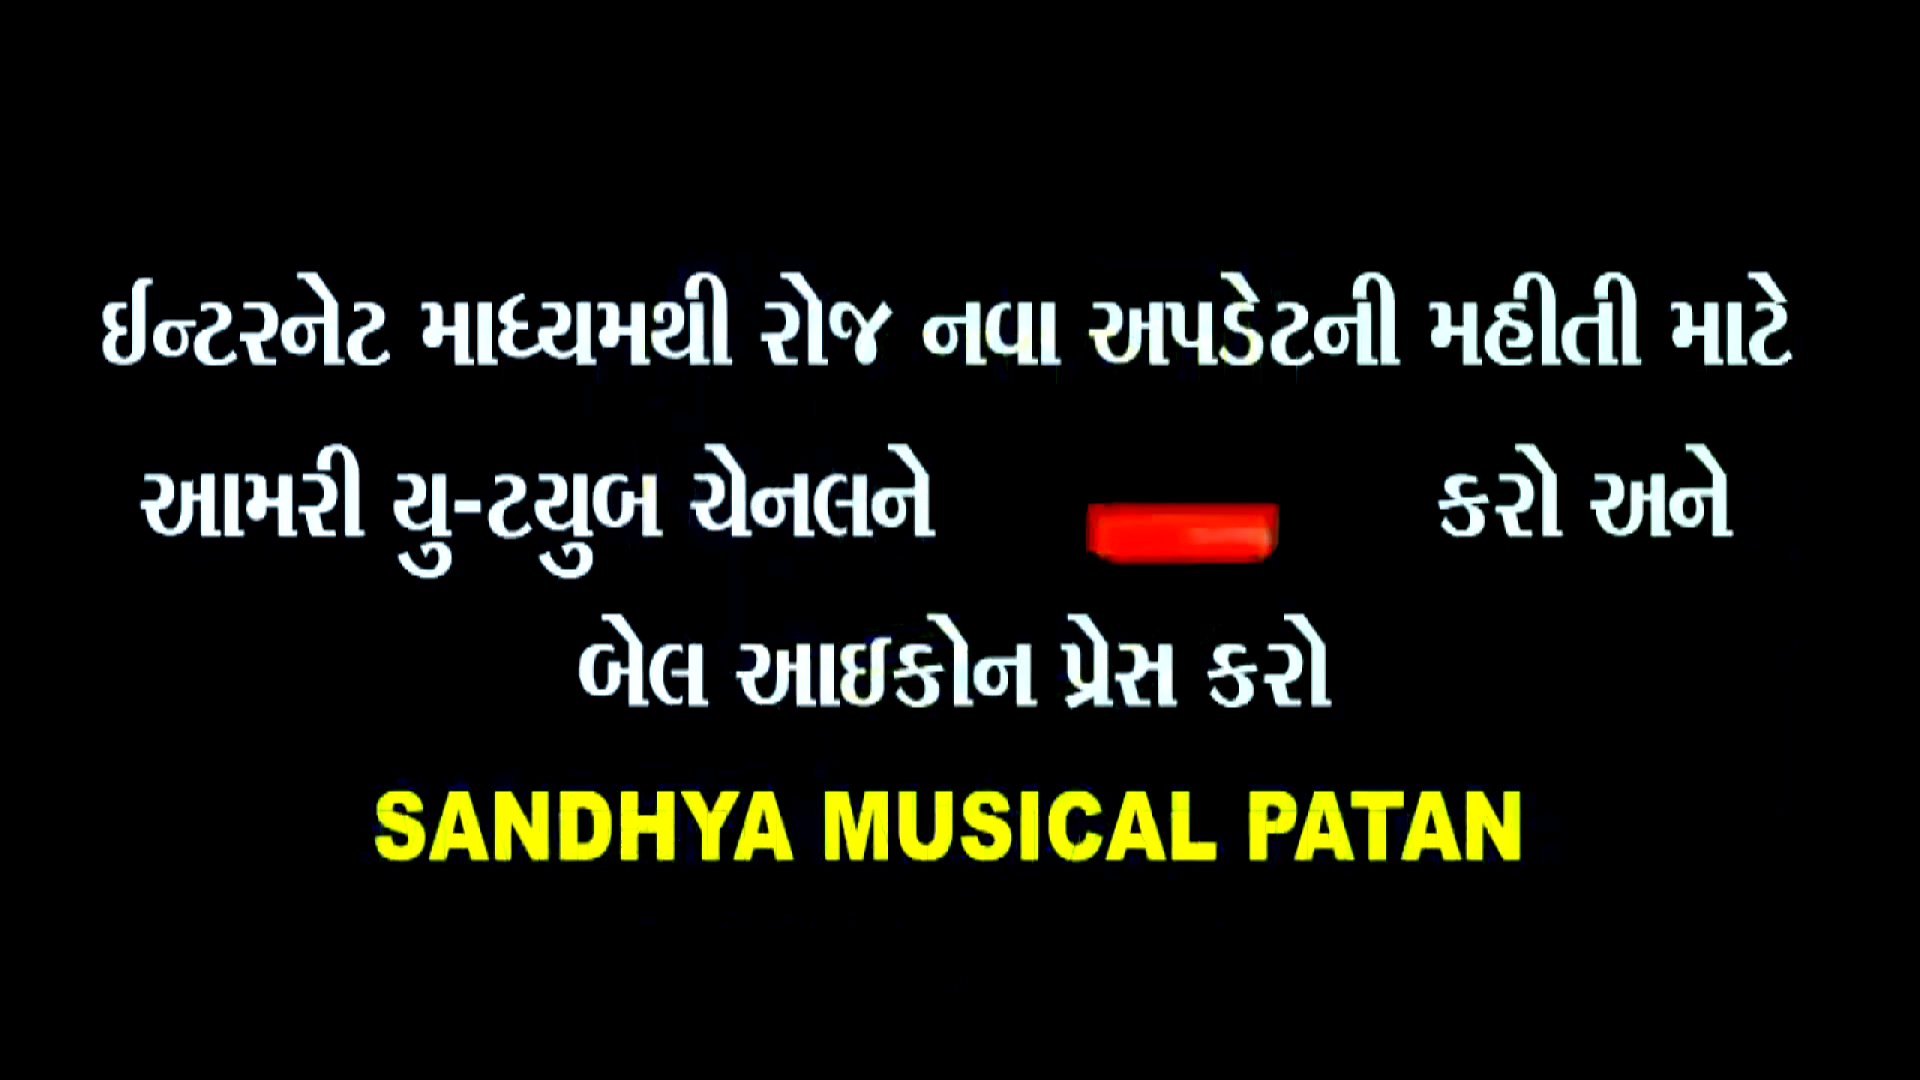 ઈન્ટરનેટ માધ્યમથી રોજ નવા અપડેટની મહીતી માટે
આમરી યુ-ટયુબ ચેનલને કરો અને
બેલ આઇકોન પ્રેસ કરો
SANDHYA MUSICAL PATAN